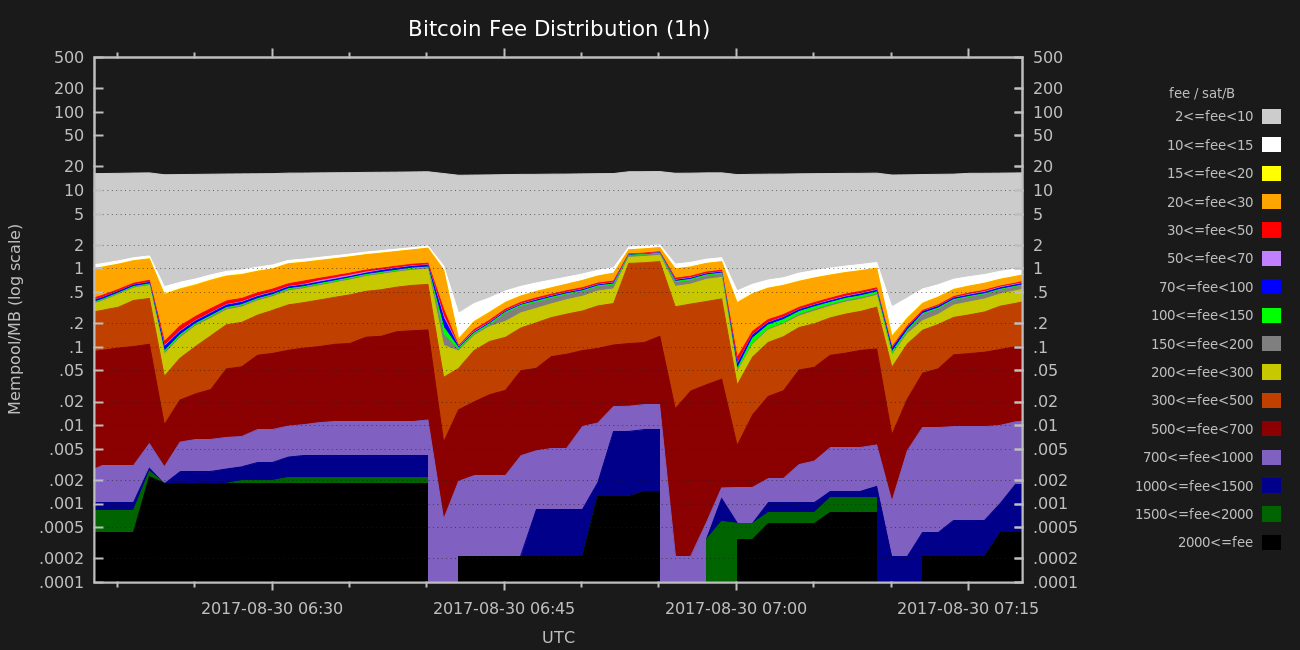 Bitcoin Fee Distribution (1h)
500
200
100
50
20
10
5
2
1
.5
.2
.1
.05
.02
.01
.005
.002
.001
.0005
.0002
.0001
Mempool/MB (log scale)
500
200
100
50
20
10
5
2
1
.5
.2
.1
.05
.02
.01
.005
.002
.001
.0005
.0002
.0001
2017-08-30 06:30
2017-08-30 06:45
2017-08-30 07:00
2017-08-30 07:15
UTC
fee / sat/B
2<=fee<10
10<=fee<15
15<=fee<20
20<=fee<30
30<=fee<50
50<=fee<70
70<=fee<100
100<=fee<150
150<=fee<200
200<=fee<300
300<=fee<500
500<=fee<700
700<=fee<1000
1000<=fee<1500
1500<=fee<2000
2000<=fee